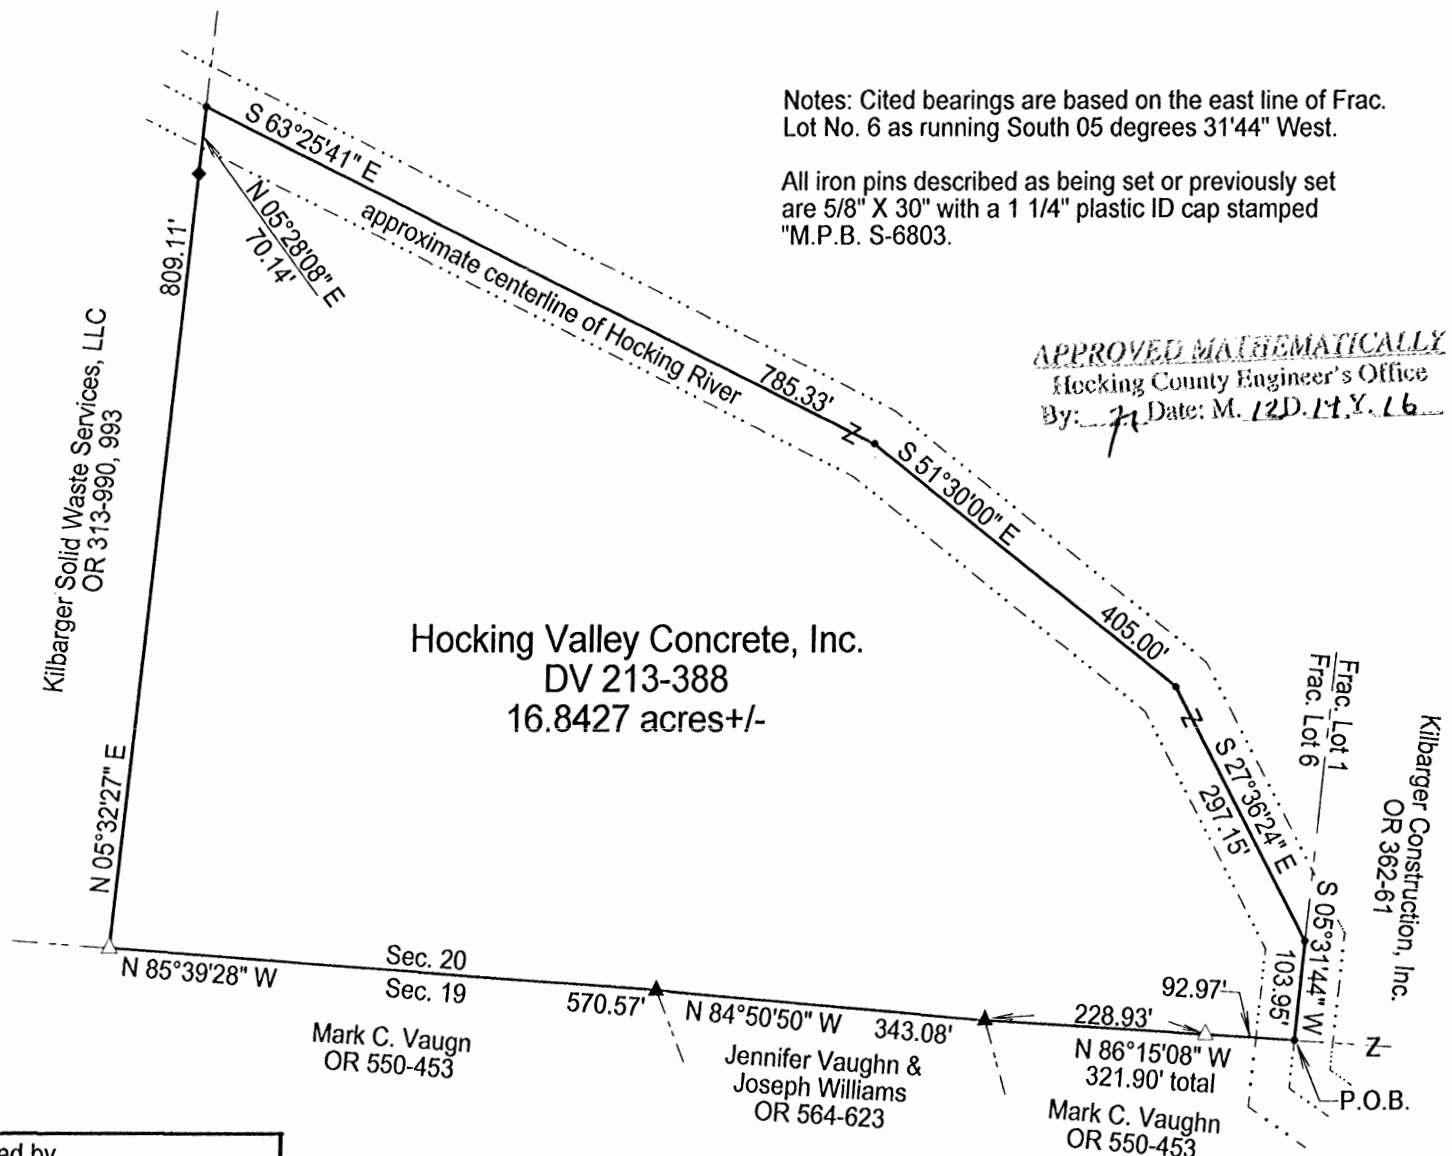 Notes: Cited bearings are based on the east line of Frac.
Lot No. 6 as running South 05 degrees 31'44" West.
All iron pins described as being set or previously set
are 5/8" X 30" with a 1 1/4" plastic ID cap stamped
"M.P.B. S-6803.
S 63°25'41" E
approximate centerline of Hocking River
785.33'
N 05°28'08" E
70.14'
809.11'
Kilbarger Solid Waste Services, LLC
OR 313-990, 993
N 05°32'27" E
APPROVED MATHEMATICALLY
Hocking County Engineer's Office
By: Date: M. 12 D. 14 Y. 16
Z
S 51°30'00" E
405.00'
Hocking Valley Concrete, Inc.
DV 213-388
16.8427 acres+/-
Z
S 27°36'24" E
297.15'
Frac. Lot 1
Frac. Lot 6
Kilbarger Construction, Inc.
OR 362-61
S 05°31'44" W
103.95'
Sec. 20
Sec. 19
N 85°39'28" W
570.57'
N 84°50'50" W
343.08'
228.93'
92.97'
N 86°15'08" W
321.90' total
Z
P.O.B.
Mark C. Vaugn
OR 550-453
Jennifer Vaughn &
Joseph Williams
OR 564-623
Mark C. Vaughn
OR 550-453
ed by